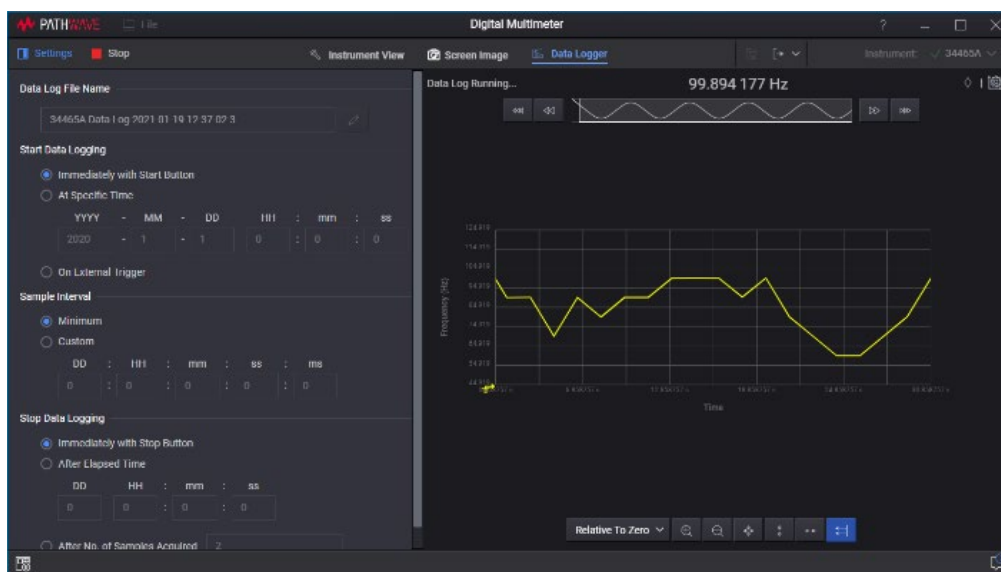 PATHWAVE File Digital Multimeter ?
Settings Stop Instrument View Screen Image Data Logger Instrument: 34465A
Data Log File Name
34465A Data Log 2021 01 19 12 37 02 3
Start Data Logging
Immediately with Start Button
At Specific Time
YYYY - MM - DD HH : mm : ss
2020 - 1 - 1 0 : 0 : 0
On External Trigger
Sample Interval
Minimum
Custom
DD : HH : mm : ss : ms
0 : 0 : 0 : 0 : 0
Stop Data Logging
Immediately with Stop Button
After Elapsed Time
DD HH : mm : ss
0 0 : 0 : 0
After No. of Samples Acquired 2
Data Log Running... 99.894 177 Hz
Frequency (Hz)
Time
Relative To Zero